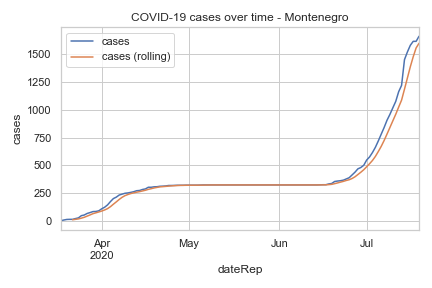 COVID-19 cases over time - Montenegro
cases
cases (rolling)
cases
1500
1250
1000
750
500
250
0
Apr
2020
May
Jun
Jul
dateRep